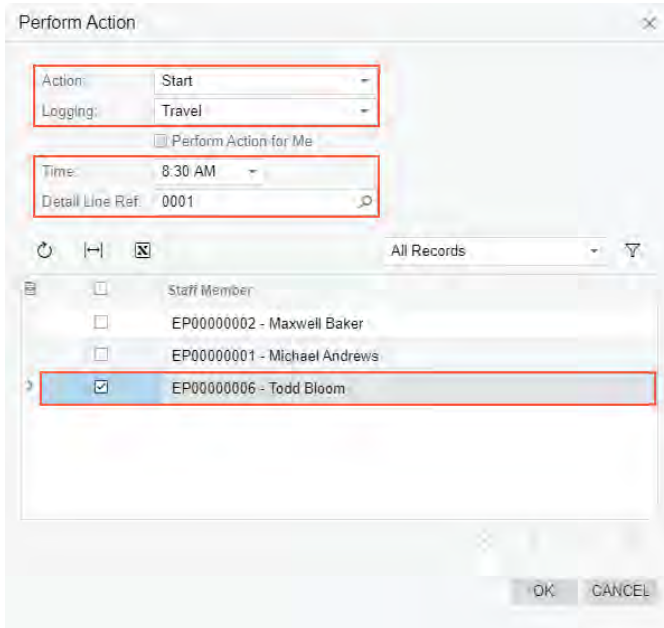 Perform Action
Action: Start
Logging: Travel
Perform Action for Me
Time: 8:30 AM
Detail Line Ref. 0001
All Records
Staff Member
EP00000002 - Maxwell Baker
EP00000001 - Michael Andrews
EP00000006 - Todd Bloom
OK CANCEL